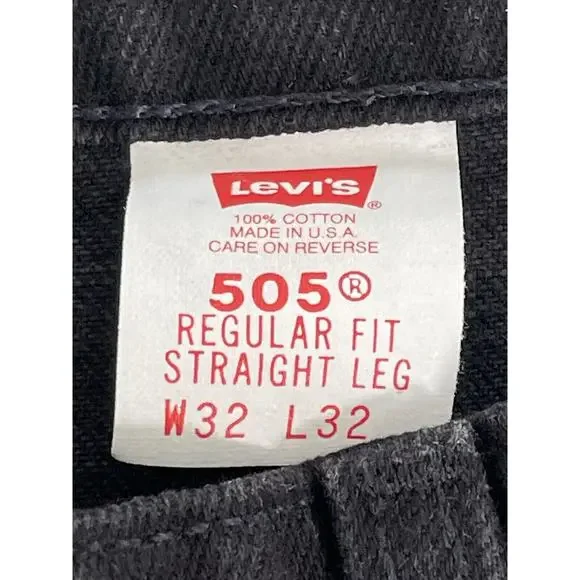 Levi's ®
100% COTTON
MADE IN U.S.A.
CARE ON REVERSE
505®
REGULAR FIT
STRAIGHT LEG
W32 L32